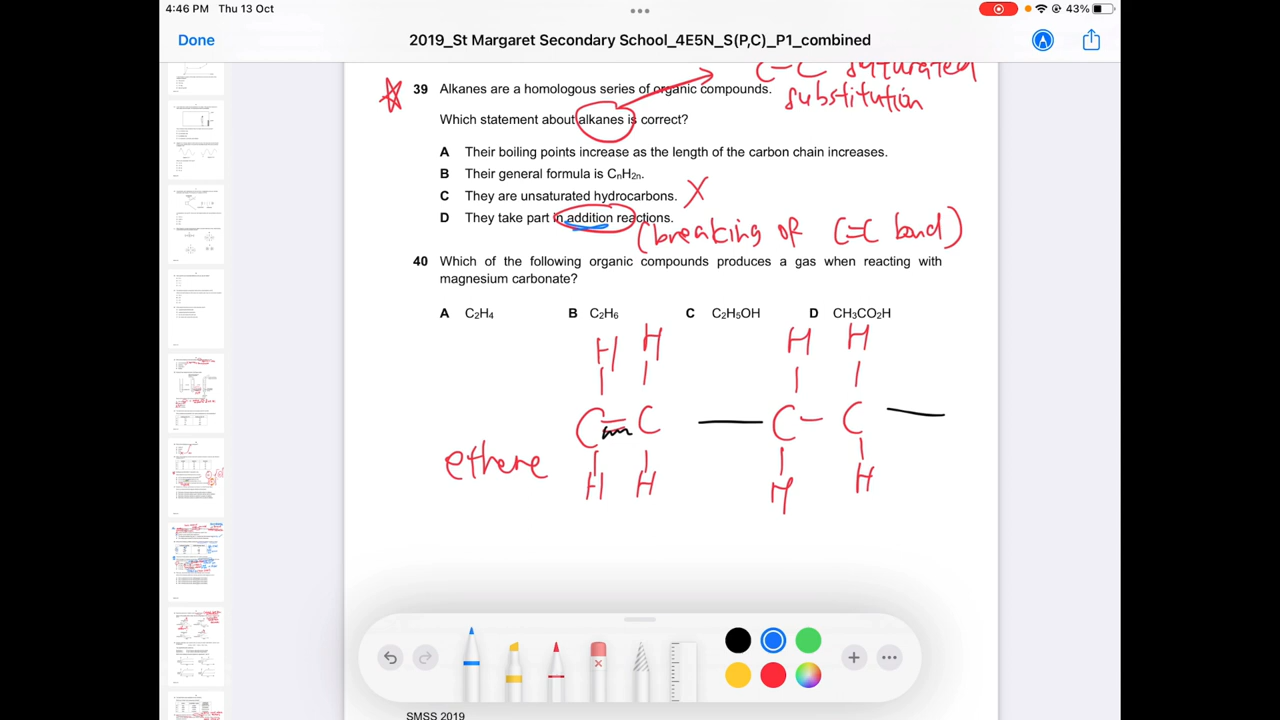 4:46 PM Thu 13 Oct
43%
Done
2019_St Margaret Secondary School_4E5N_S(P,C)_P1_combined
C-C saturated
substitution
39 Alkanes are a homologous series of organic compounds.
Which statement about alkanes is correct?
Their boiling points increase as the length of the carbon chain increases.
B Their general formula is CnH2n.
C They are unsaturated hydrocarbons. X
D They take part in addition reactions.
(breaking of C=C bond)
40 Which of the following organic compounds produces a gas when reacting with
magnesium carbonate?
A C2H4 B C2H6 C C2H5OH D CH3CO2H
H H H H
C = C C - C
ethene
H H H H
SMSS 2019